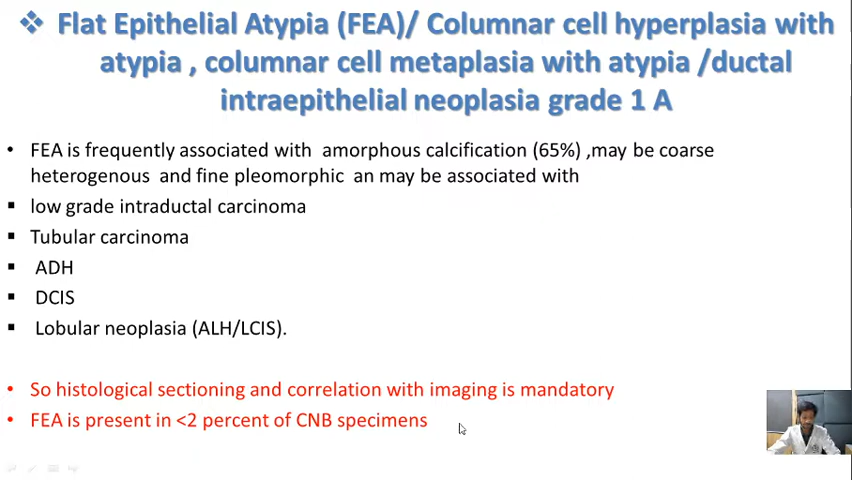 ❖ Flat Epithelial Atypia (FEA)/ Columnar cell hyperplasia with
atypia , columnar cell metaplasia with atypia /ductal
intraepithelial neoplasia grade 1 A
• FEA is frequently associated with amorphous calcification (65%) ,may be coarse
heterogenous and fine pleomorphic an may be associated with
▪ low grade intraductal carcinoma
▪ Tubular carcinoma
▪ ADH
▪ DCIS
▪ Lobular neoplasia (ALH/LCIS).
• So histological sectioning and correlation with imaging is mandatory
• FEA is present in <2 percent of CNB specimens